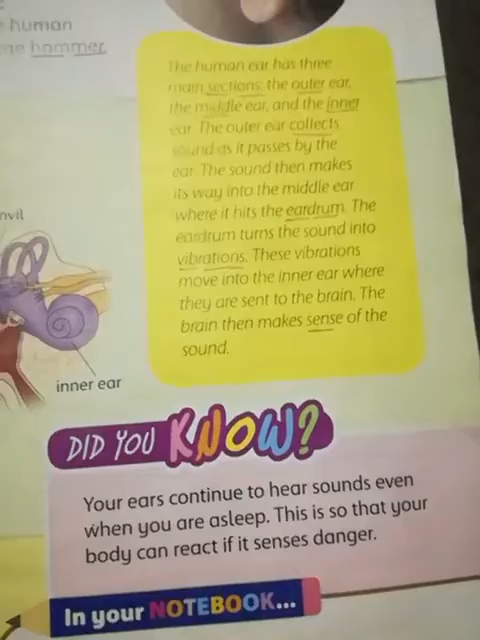 human
hammer.
The human ear has three
main sections: the outer ear,
the middle ear, and the inner
ear. The outer ear collects
sound as it passes by the
ear. The sound then makes
its way into the middle ear
where it hits the eardrum. The
eardrum turns the sound into
vibrations. These vibrations
move into the inner ear where
they are sent to the brain. The
brain then makes sense of the
sound.
nvil
inner ear
DID YOU KNOW?
Your ears continue to hear sounds even
when you are asleep. This is so that your
body can react if it senses danger.
In your NOTEBOOK...